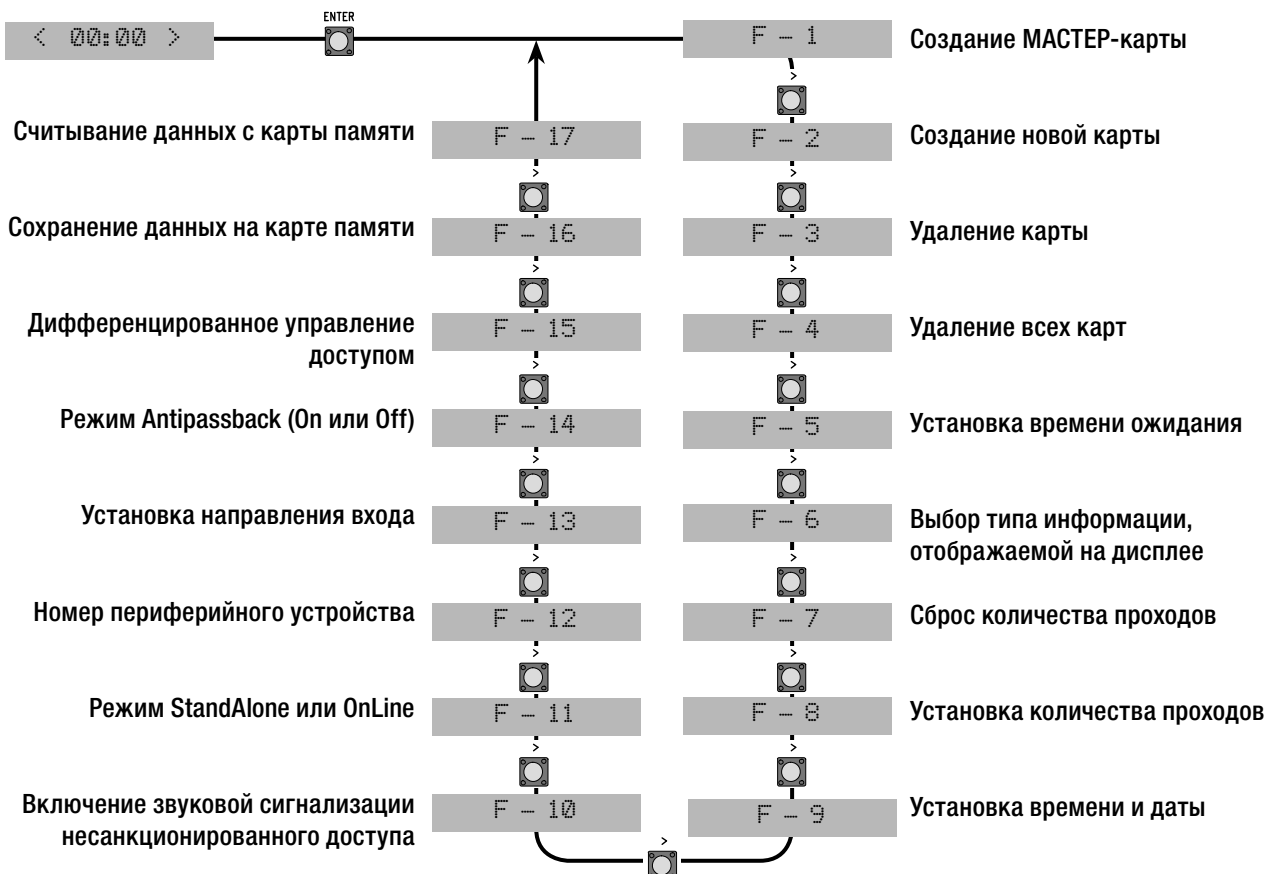 ENTER
< 00:00 >
F - 1
Создание МАСТЕР-карты
>
Считывание данных с карты памяти
F - 17
F - 2
Создание новой карты
>
>
Сохранение данных на карте памяти
F - 16
F - 3
Удаление карты
>
>
Дифференцированное управление
доступом
F - 15
F - 4
Удаление всех карт
>
>
Режим Antipassback (On или Off)
F - 14
F - 5
Установка времени ожидания
>
>
Установка направления входа
F - 13
F - 6
Выбор типа информации,
отображаемой на дисплее
>
>
Номер периферийного устройства
F - 12
F - 7
Сброс количества проходов
>
>
Режим StandAlone или OnLine
F - 11
F - 8
Установка количества проходов
>
>
Включение звуковой сигнализации
несанкционированного доступа
F - 10
F - 9
Установка времени и даты
>